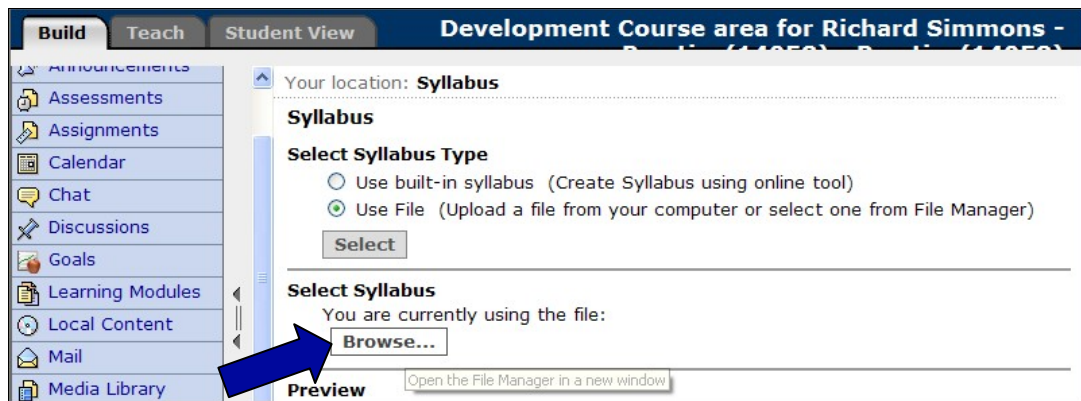 Build Teach Student View Development Course area for Richard Simmons -
Announcements
Assessments
Assignments
Calendar
Chat
Discussions
Goals
Learning Modules
Local Content
Mail
Media Library
Your location: Syllabus
Syllabus
Select Syllabus Type
Use built-in syllabus (Create Syllabus using online tool)
Use File (Upload a file from your computer or select one from File Manager)
Select
Select Syllabus
You are currently using the file:
Browse...
Open the File Manager in a new window
Preview